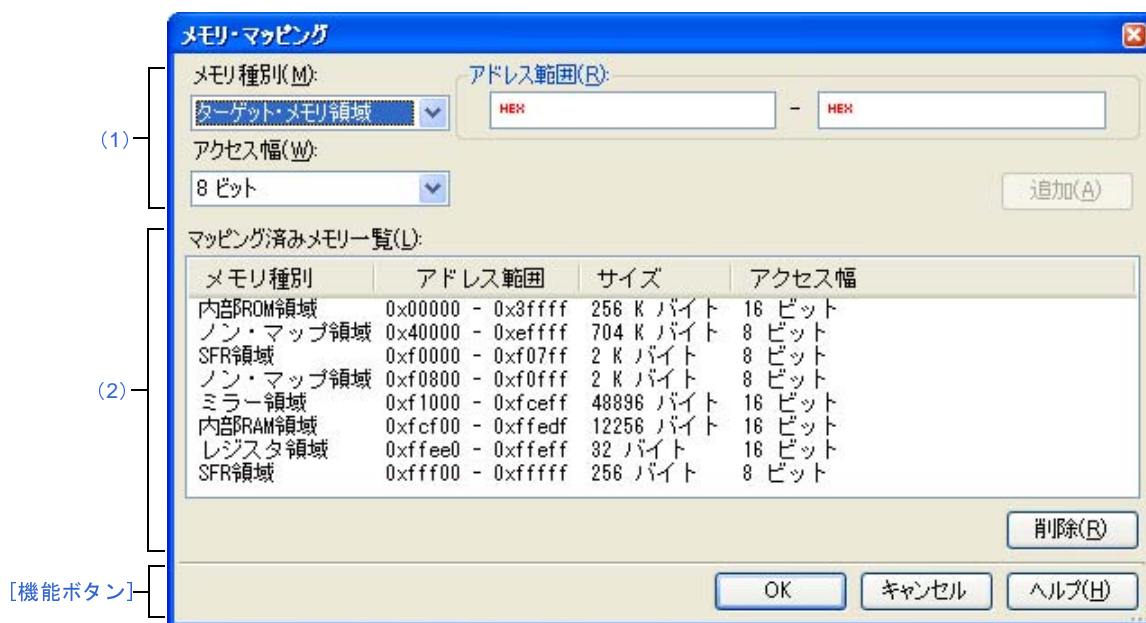 メモリ・マッピング
メモリ種別(M):
アドレス範囲(R):
ターゲット・メモリ領域
HEX - HEX
(1)
アクセス幅(W):
8 ビット
追加(A)
マッピング済みメモリ一覧(L):
メモリ種別 アドレス範囲 サイズ アクセス幅
内部ROM領域 0x00000 - 0x3ffff 256 K バイト 16 ビット
ノン・マップ領域 0x40000 - 0xeffff 704 K バイト 8 ビット
SFR領域 0xf0000 - 0xf07ff 2 K バイト 8 ビット
ノン・マップ領域 0xf0800 - 0xf0fff 2 K バイト 8 ビット
(2)
ミラー領域 0xf1000 - 0xfceff 48896 バイト 16 ビット
内部RAM領域 0xfcf00 - 0xffedf 12256 バイト 16 ビット
レジスタ領域 0xffee0 - 0xffeff 32 バイト 16 ビット
SFR領域 0xfff00 - 0xfffff 256 バイト 8 ビット
削除(R)
[機能ボタン]
OK キャンセル ヘルプ(H)